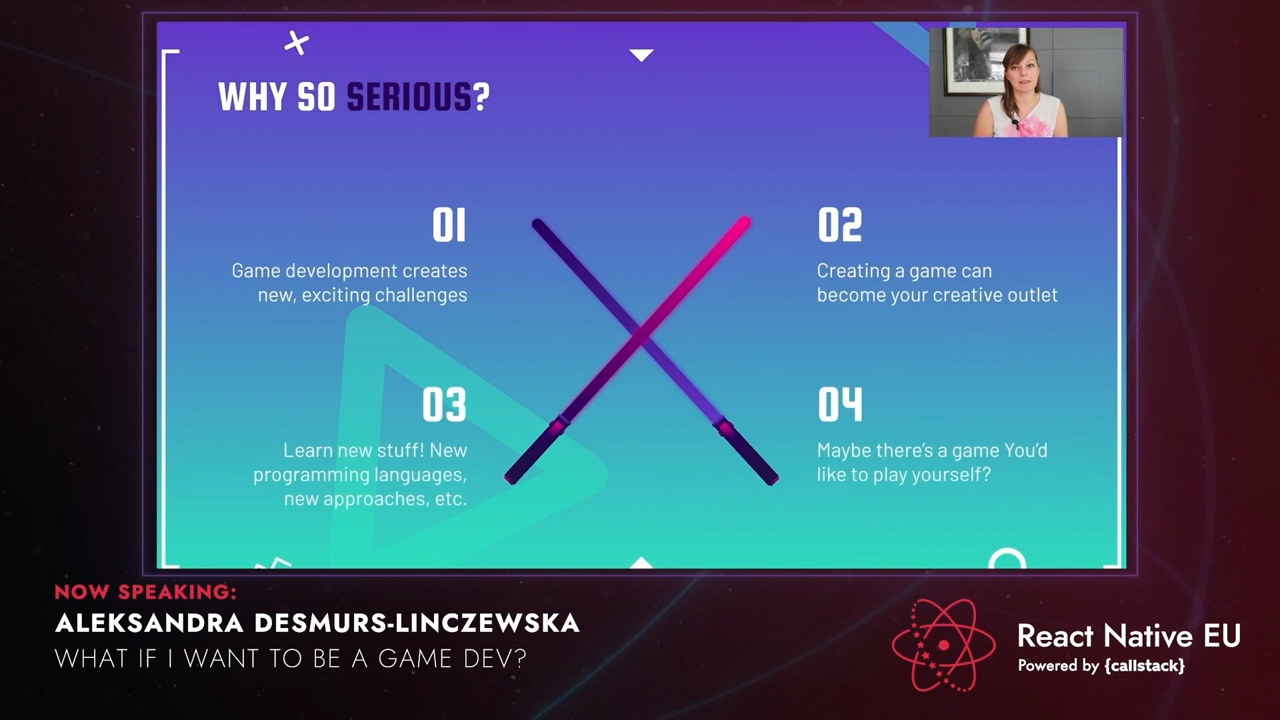 WHY SO SERIOUS?
01
Game development creates
new, exciting challenges
02
Creating a game can
become your creative outlet
03
Learn new stuff! New
programming languages,
new approaches, etc.
04
Maybe there's a game You'd
like to play yourself?
NOW SPEAKING:
ALEKSANDRA DESMURS-LINCZEWSKA
WHAT IF I WANT TO BE A GAME DEV?
React Native EU
Powered by {callstack}